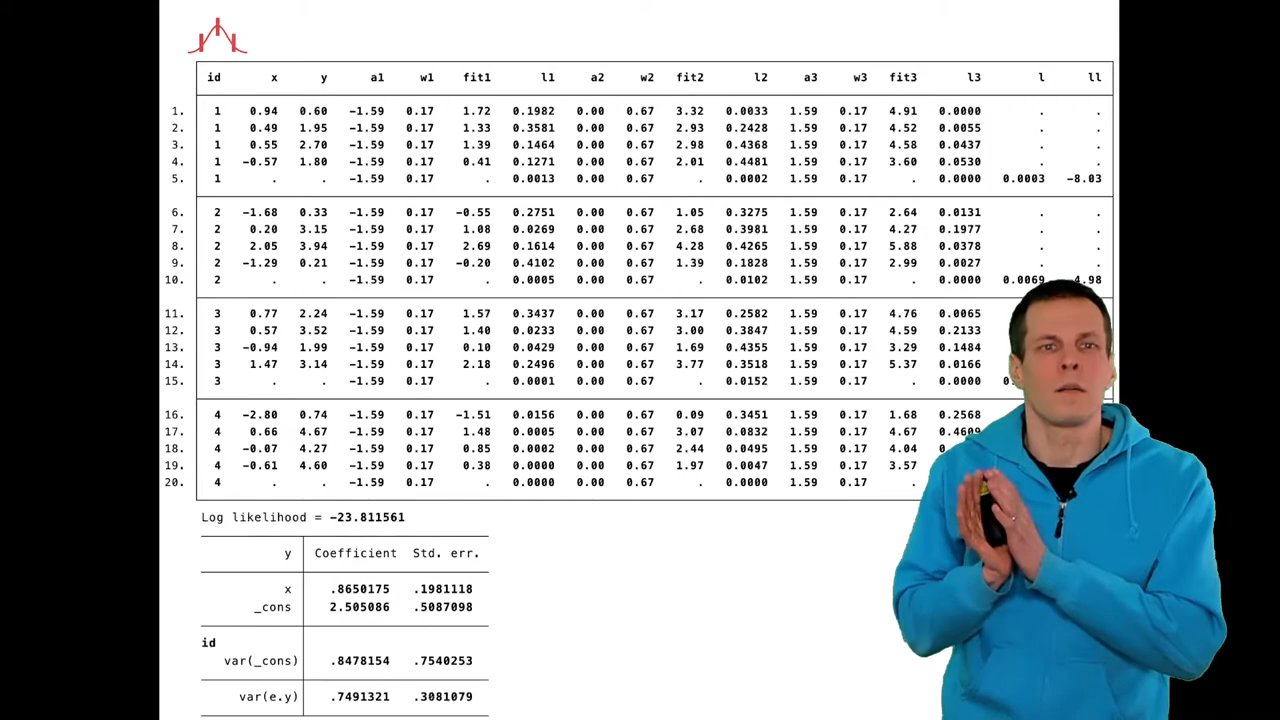 id x y a1 w1 fit1 l1 a2 w2 fit2 l2 a3 w3 fit3 l3 l ll
1. 1 0.94 0.60 -1.59 0.17 1.72 0.1982 0.00 0.67 3.32 0.0033 1.59 0.17 4.91 0.0000 . .
2. 1 0.49 1.95 -1.59 0.17 1.33 0.3581 0.00 0.67 2.93 0.2428 1.59 0.17 4.52 0.0055 . .
3. 1 0.55 2.70 -1.59 0.17 1.39 0.1464 0.00 0.67 2.98 0.4368 1.59 0.17 4.58 0.0437 . .
4. 1 -0.57 1.80 -1.59 0.17 0.41 0.1271 0.00 0.67 2.01 0.4481 1.59 0.17 3.60 0.0530 . .
5. 1 . . -1.59 0.17 . 0.0013 0.00 0.67 . 0.0002 1.59 0.17 . 0.0000 0.0003 -8.03
6. 2 -1.68 0.33 -1.59 0.17 -0.55 0.2751 0.00 0.67 1.05 0.3275 1.59 0.17 2.64 0.0131 . .
7. 2 0.20 3.15 -1.59 0.17 1.08 0.0269 0.00 0.67 2.68 0.3981 1.59 0.17 4.27 0.1977 . .
8. 2 2.05 3.94 -1.59 0.17 2.69 0.1614 0.00 0.67 4.28 0.4265 1.59 0.17 5.88 0.0378 . .
9. 2 -1.29 0.21 -1.59 0.17 -0.20 0.4102 0.00 0.67 1.39 0.1828 1.59 0.17 2.99 0.0027 . .
10. 2 . . -1.59 0.17 . 0.0005 0.00 0.67 . 0.0102 1.59 0.17 . 0.0000 0.0069 4.98
11. 3 0.77 2.24 -1.59 0.17 1.57 0.3437 0.00 0.67 3.17 0.2582 1.59 0.17 4.76 0.0065
12. 3 0.57 3.52 -1.59 0.17 1.40 0.0233 0.00 0.67 3.00 0.3847 1.59 0.17 4.59 0.2133
13. 3 -0.94 1.99 -1.59 0.17 0.10 0.0429 0.00 0.67 1.69 0.4355 1.59 0.17 3.29 0.1484
14. 3 1.47 3.14 -1.59 0.17 2.18 0.2496 0.00 0.67 3.77 0.3518 1.59 0.17 5.37 0.0166
15. 3 . . -1.59 0.17 . 0.0001 0.00 0.67 . 0.0152 1.59 0.17 . 0.0000
16. 4 -2.80 0.74 -1.59 0.17 -1.51 0.0156 0.00 0.67 0.09 0.3451 1.59 0.17 1.68 0.2568
17. 4 0.66 4.67 -1.59 0.17 1.48 0.0005 0.00 0.67 3.07 0.0832 1.59 0.17 4.67 0.4609
18. 4 -0.07 4.27 -1.59 0.17 0.85 0.0002 0.00 0.67 2.44 0.0495 1.59 0.17 4.04
19. 4 -0.61 4.60 -1.59 0.17 0.38 0.0000 0.00 0.67 1.97 0.0047 1.59 0.17 3.57
20. 4 . . -1.59 0.17 . 0.0000 0.00 0.67 . 0.0000 1.59 0.17 .
Log likelihood = -23.811561
y Coefficient Std. err.
x .8650175 .1981118
_cons 2.505086 .5087098
id
var(_cons) .8478154 .7540253
var(e.y) .7491321 .3081079